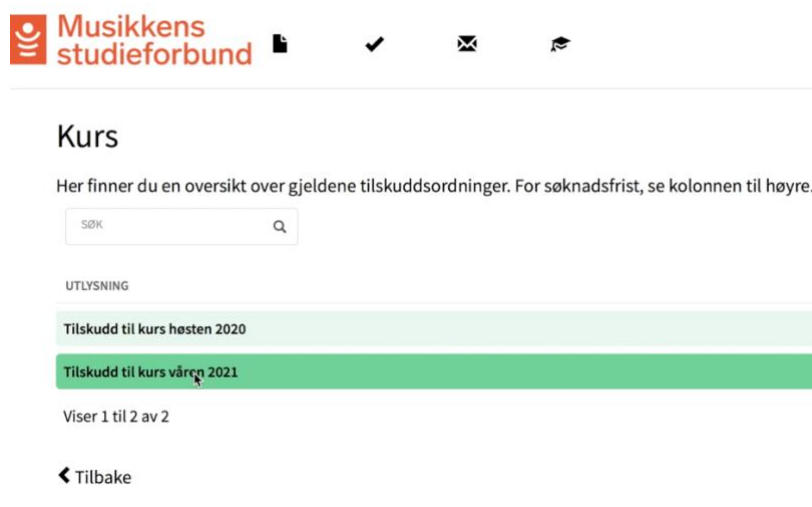 Musikkens
studieforbund
Kurs
Her finner du en oversikt over gjeldene tilskuddsordninger. For søknadsfrist, se kolonnen til høyre.
SØK
UTLYSNING
Tilskudd til kurs høsten 2020
Tilskudd til kurs våren 2021
Viser 1 til 2 av 2
Tilbake